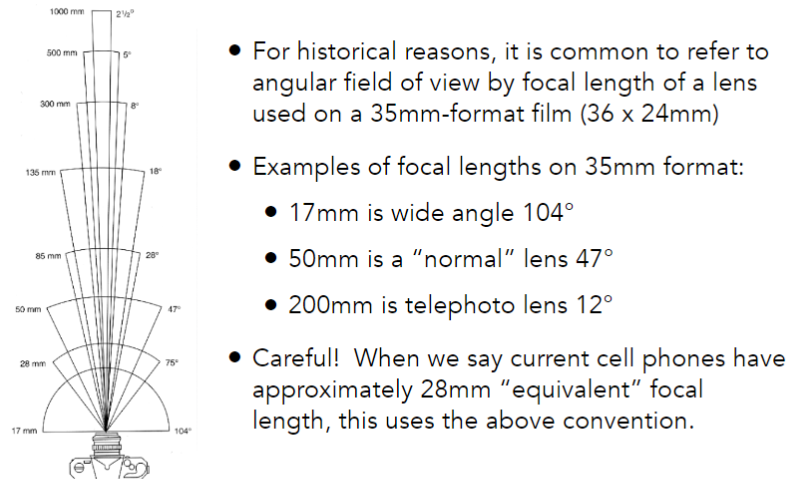 1000 mm 2½°
500 mm 5°
300 mm 8°
135 mm 18°
85 mm 28°
50 mm 47°
28 mm 75°
17 mm 104°
• For historical reasons, it is common to refer to
angular field of view by focal length of a lens
used on a 35mm-format film (36 x 24mm)
• Examples of focal lengths on 35mm format:
• 17mm is wide angle 104°
• 50mm is a “normal” lens 47°
• 200mm is telephoto lens 12°
• Careful! When we say current cell phones have
approximately 28mm “equivalent” focal
length, this uses the above convention.